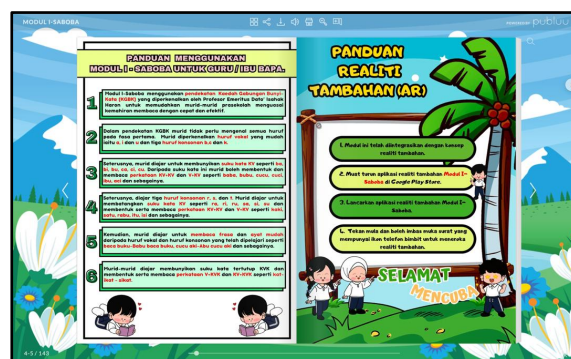 MODUL I-SABOBA
POWERED BY publuu
PANDUAN MENGGUNAKAN
MODUL I - SABOBA UNTUK GURU / IBU BAPA.
1
Modul I-Saboba menggunakan pendekatan Kaedah Gabungan Bunyi-
Kata (KGBK) yang diperkenalkan oleh Profesor Emeritus Dato' Isahak
Haron untuk memudahkan murid-murid prasekolah menguasai
kemahiran membaca dengan cepat dan efektif.
2
Dalam pendekatan KGBK murid tidak perlu mengenal semua huruf
pada fasa pertama. Murid diperkenalkan huruf vokal yang mudah
iaitu a, i dan u dan tiga huruf konsonan b,c dan k.
3
Seterusnya, murid diajar untuk membunyikan suku kata KV seperti ba,
bi, bu, ca, ci, cu. Daripada suku kata ini murid boleh membentuk dan
membaca perkataan KV-KV dan V-KV seperti baba, bubu, cucu, cuci,
ibu, aci dan sebagainya.
4
Seterusnya, diajar tiga huruf konsonan r, s, dan l. Murid diajar untuk
membatangkan suku kata KV seperti ra, ri, ru, sa, si, su dan
membentuk serta membaca perkataan KV-KV dan V-KV seperti kaki,
satu, rabu, itu, isi dan sebagainya.
5
Kemudian, murid diajar untuk membaca frasa dan ayat mudah
daripada huruf vokal dan huruf konsonan yang telah dipelajari seperti
baca buku-Babu baca buku, cucu aki-Abu cucu aki dan sebagainya.
6
Murid-murid diajar membunyikan suku kata tertutup KVK dan
membentuk serta membaca perkataan V-KVK dan KV-KVK seperti kat-
ikat - sikat.
PANDUAN
REALITI
TAMBAHAN (AR)
1. Modul ini telah diintegrasikan dengan konsep
realiti tambahan.
2. Must turun aplikasi realiti tambahan Modul I-
Saboba di Google Play Store.
3. Lancarkan aplikasi realiti tambahan Modul I-
Saboba.
4. Tekan mula dan boleh imbas muka surat yang
mempunyai ikon telefon bimbit untuk meneroka
realiti tambahan.
SELAMAT
MENCUBA
4-5 / 143